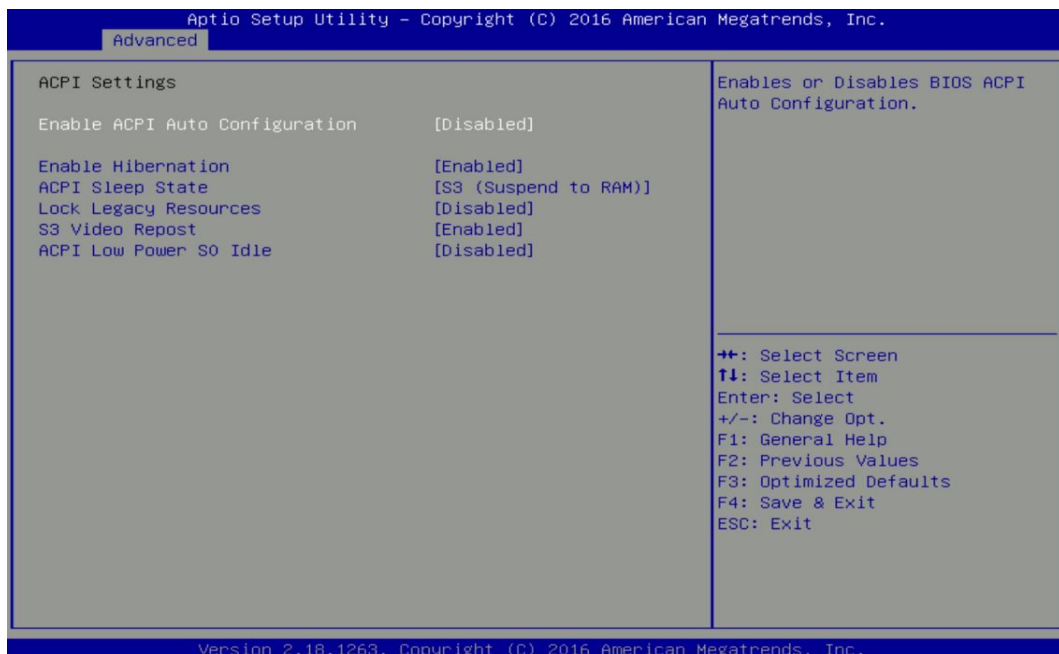 Aptio Setup Utility – Copyright (C) 2016 American Megatrends, Inc.
Advanced
ACPI Settings
Enable ACPI Auto Configuration [Disabled]
Enable Hibernation [Enabled]
ACPI Sleep State [S3 (Suspend to RAM)]
Lock Legacy Resources [Disabled]
S3 Video Repost [Enabled]
ACPI Low Power S0 Idle [Disabled]
Enables or Disables BIOS ACPI
Auto Configuration.
→←: Select Screen
↑↓: Select Item
Enter: Select
+/-: Change Opt.
F1: General Help
F2: Previous Values
F3: Optimized Defaults
F4: Save & Exit
ESC: Exit
Version 2.18.1263. Copyright (C) 2016 American Megatrends, Inc.